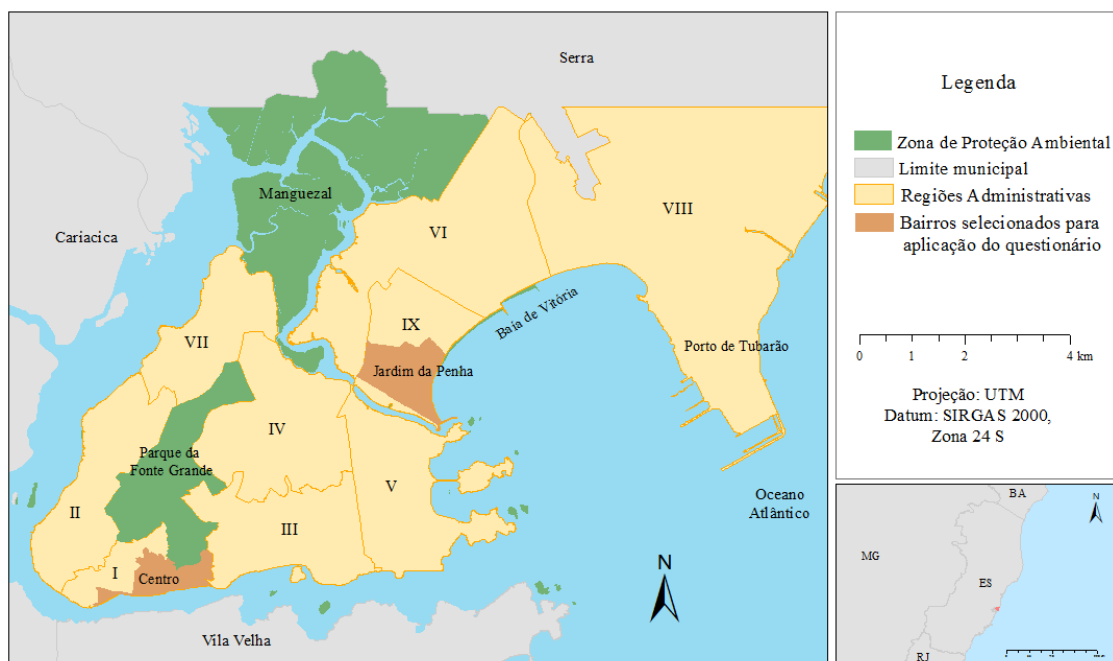 Serra
Manguezal
Cariacica
VI
VIII
VII
IX
Baia de Vitória
Jardim da Penha
Porto de Tubarão
IV
Parque da
Fonte Grande
V
II
III
Oceano
Atlântico
I
Centro
N
Vila Velha
Legenda
Zona de Proteção Ambiental
Limite municipal
Regiões Administrativas
Bairros selecionados para
aplicação do questionário
0 1 2 4 km
Projeção: UTM
Datum: SIRGAS 2000,
Zona 24 S
BA
N
MG
ES
RJ